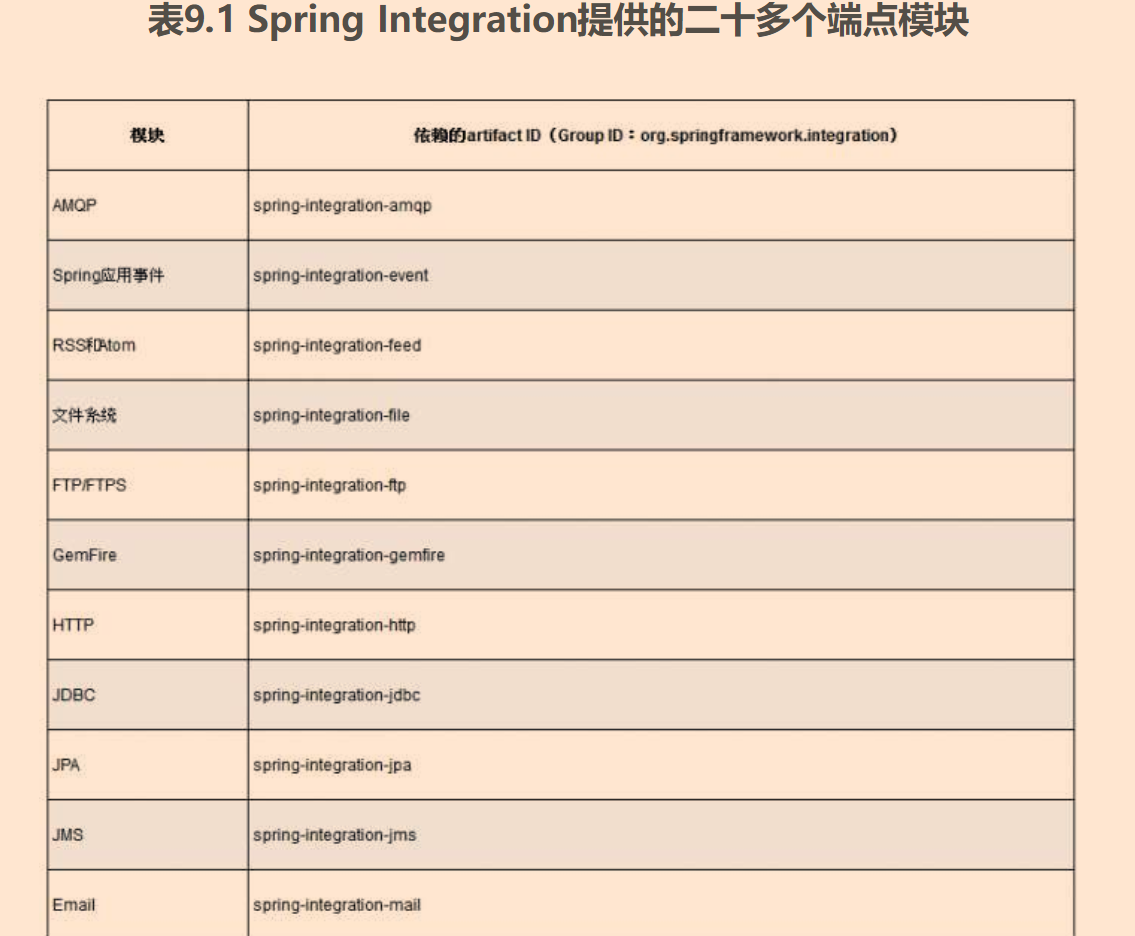 表9.1 Spring Integration提供的二十多个端点模块
模块 依赖的artifact ID（Group ID：org.springframework.integration）
AMQP spring-integration-amqp
Spring应用事件 spring-integration-event
RSS和Atom spring-integration-feed
文件系统 spring-integration-file
FTP/FTPS spring-integration-ftp
GemFire spring-integration-gemfire
HTTP spring-integration-http
JDBC spring-integration-jdbc
JPA spring-integration-jpa
JMS spring-integration-jms
Email spring-integration-mail